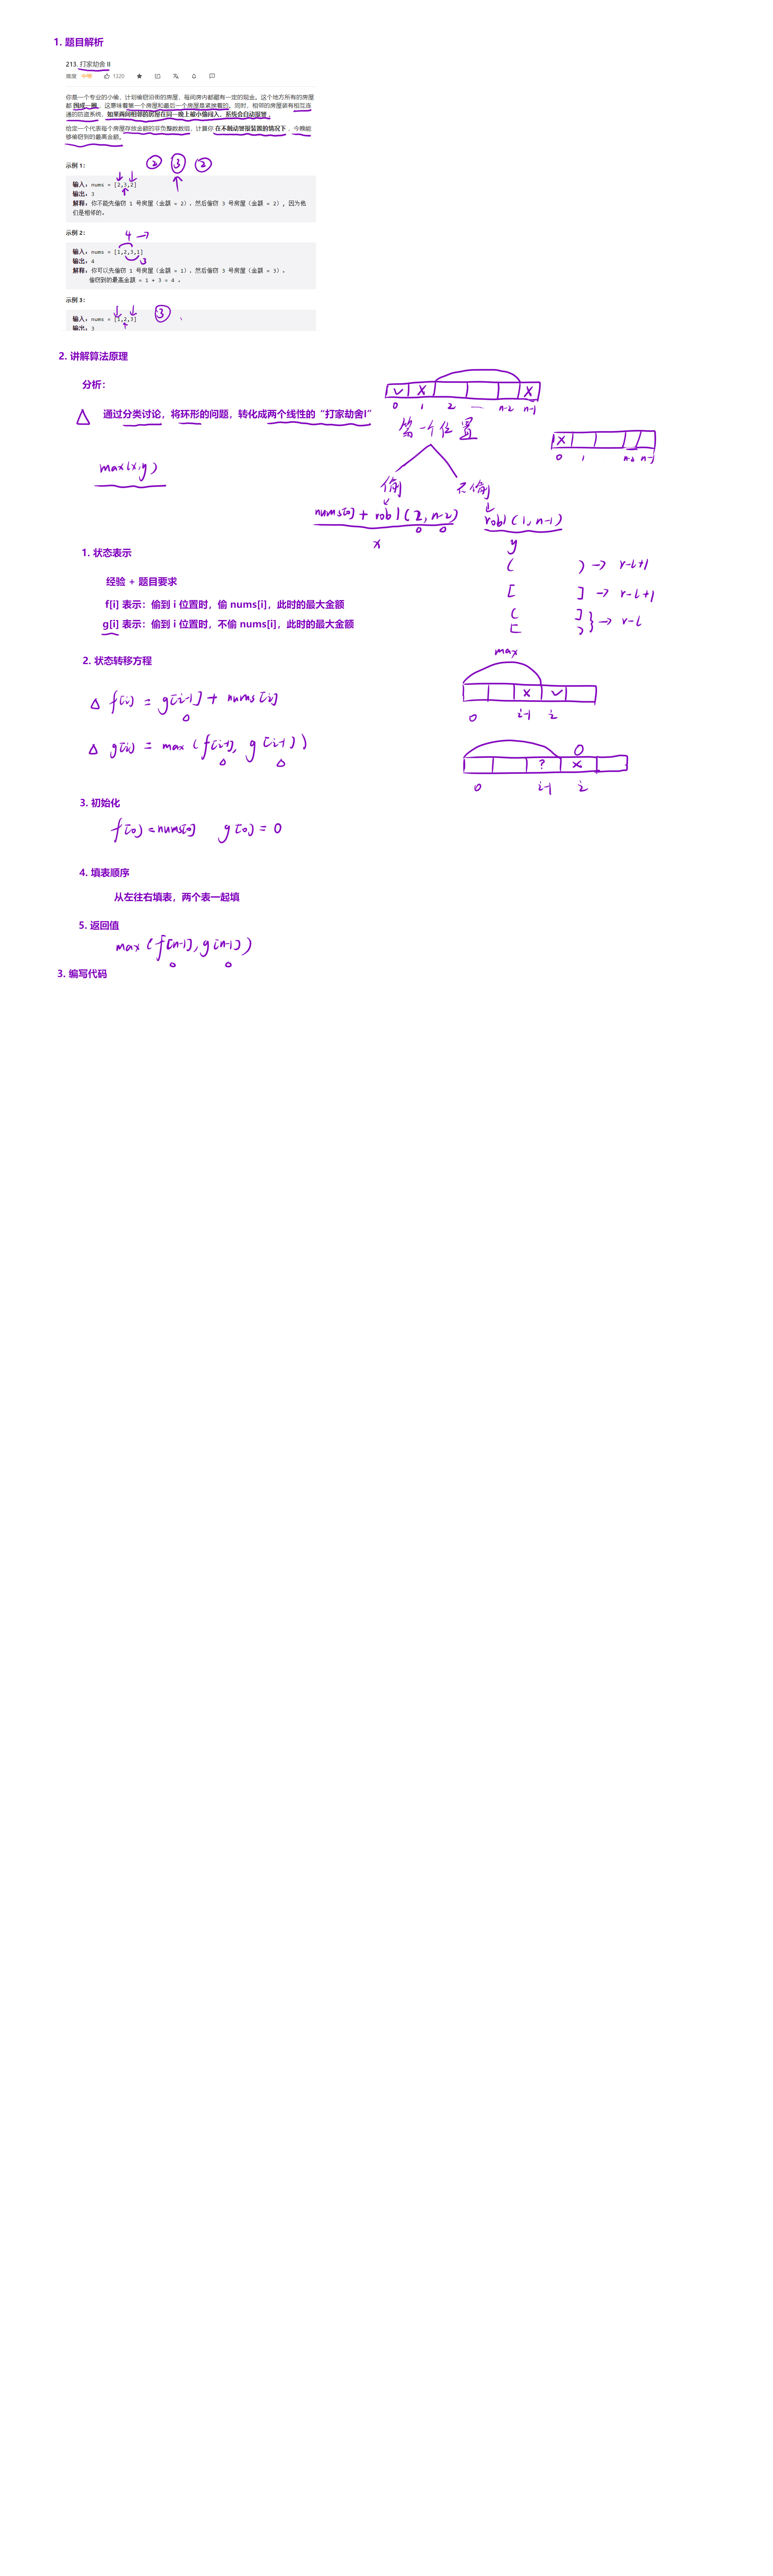 1. 题目解析
213. 打家劫舍 II
难度 中等 1320
你是一个专业的小偷，计划偷窃沿街的房屋，每间房内都藏有一定的现金。这个地方所有的房屋
都 围成一圈 ，这意味着第一个房屋和最后一个房屋是紧挨着的。同时，相邻的房屋装有相互连
通的防盗系统，如果两间相邻的房屋在同一晚上被小偷闯入，系统会自动报警 。
给定一个代表每个房屋存放金额的非负整数数组，计算你 在不触动警报装置的情况下 ，今晚能
够偷窃到的最高金额。
示例 1：
2 3 2
输入：nums = [2,3,2]
输出：3
解释：你不能先偷窃 1 号房屋（金额 = 2），然后偷窃 3 号房屋（金额 = 2），因为他
们是相邻的。
示例 2：
4 →
输入：nums = [1,2,3,1]
输出：4
3
解释：你可以先偷窃 1 号房屋（金额 = 1），然后偷窃 3 号房屋（金额 = 3）。
偷窃到的最高金额 = 1 + 3 = 4 。
示例 3：
3
输入：nums = [1,2,3]
输出：3
2. 讲解算法原理
分析：
0 1 2 — n-2 n-1
通过分类讨论，将环形的问题，转化成两个线性的“打家劫舍I”
第一个位置
0 1 n-2 n-1
max(x,y)
偷 不偷
nums[0] + rob1(2, n-2) rob1(1, n-1)
x y
( ) → r-l+1
[ ] → r-l+1
( ]
[ ) } → r-l
1. 状态表示
经验 + 题目要求
f[i] 表示：偷到 i 位置时，偷 nums[i]，此时的最大金额
g[i] 表示：偷到 i 位置时，不偷 nums[i]，此时的最大金额
2. 状态转移方程
max
f[i] = g[i-1] + nums[i]
0 i-1 i
g[i] = max(f[i-1], g[i-1])
0
?
0 i-1 i
3. 初始化
f[0] = nums[0] g[0] = 0
4. 填表顺序
从左往右填表，两个表一起填
5. 返回值
max(f[n-1], g[n-1])
3. 编写代码